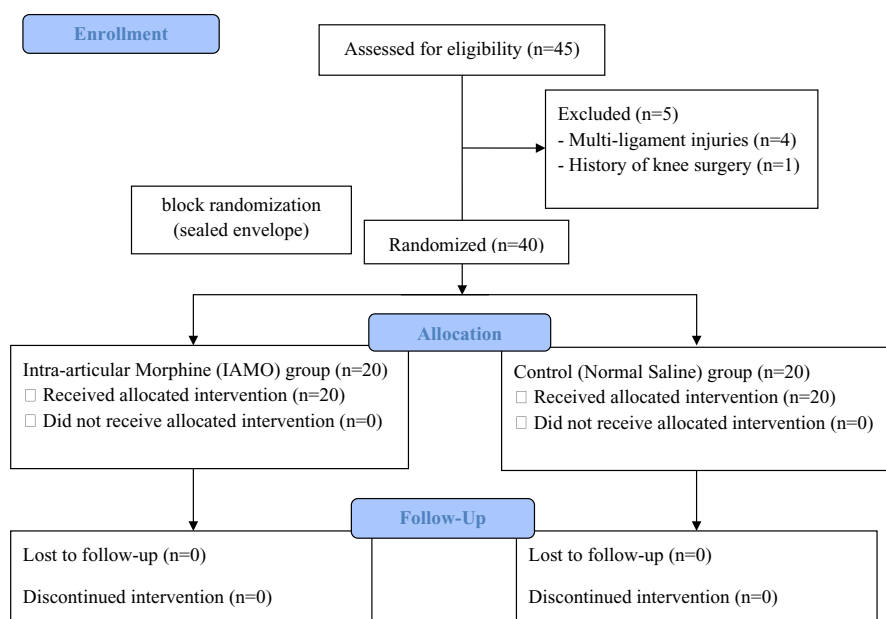 Enrollment
Assessed for eligibility (n=45)
Excluded (n=5)
- Multi-ligament injuries (n=4)
- History of knee surgery (n=1)
block randomization
(sealed envelope)
Randomized (n=40)
Allocation
Intra-articular Morphine (IAMO) group (n=20)
□ Received allocated intervention (n=20)
□ Did not receive allocated intervention (n=0)
Control (Normal Saline) group (n=20)
□ Received allocated intervention (n=20)
□ Did not receive allocated intervention (n=0)
Follow-Up
Lost to follow-up (n=0)
Discontinued intervention (n=0)
Lost to follow-up (n=0)
Discontinued intervention (n=0)